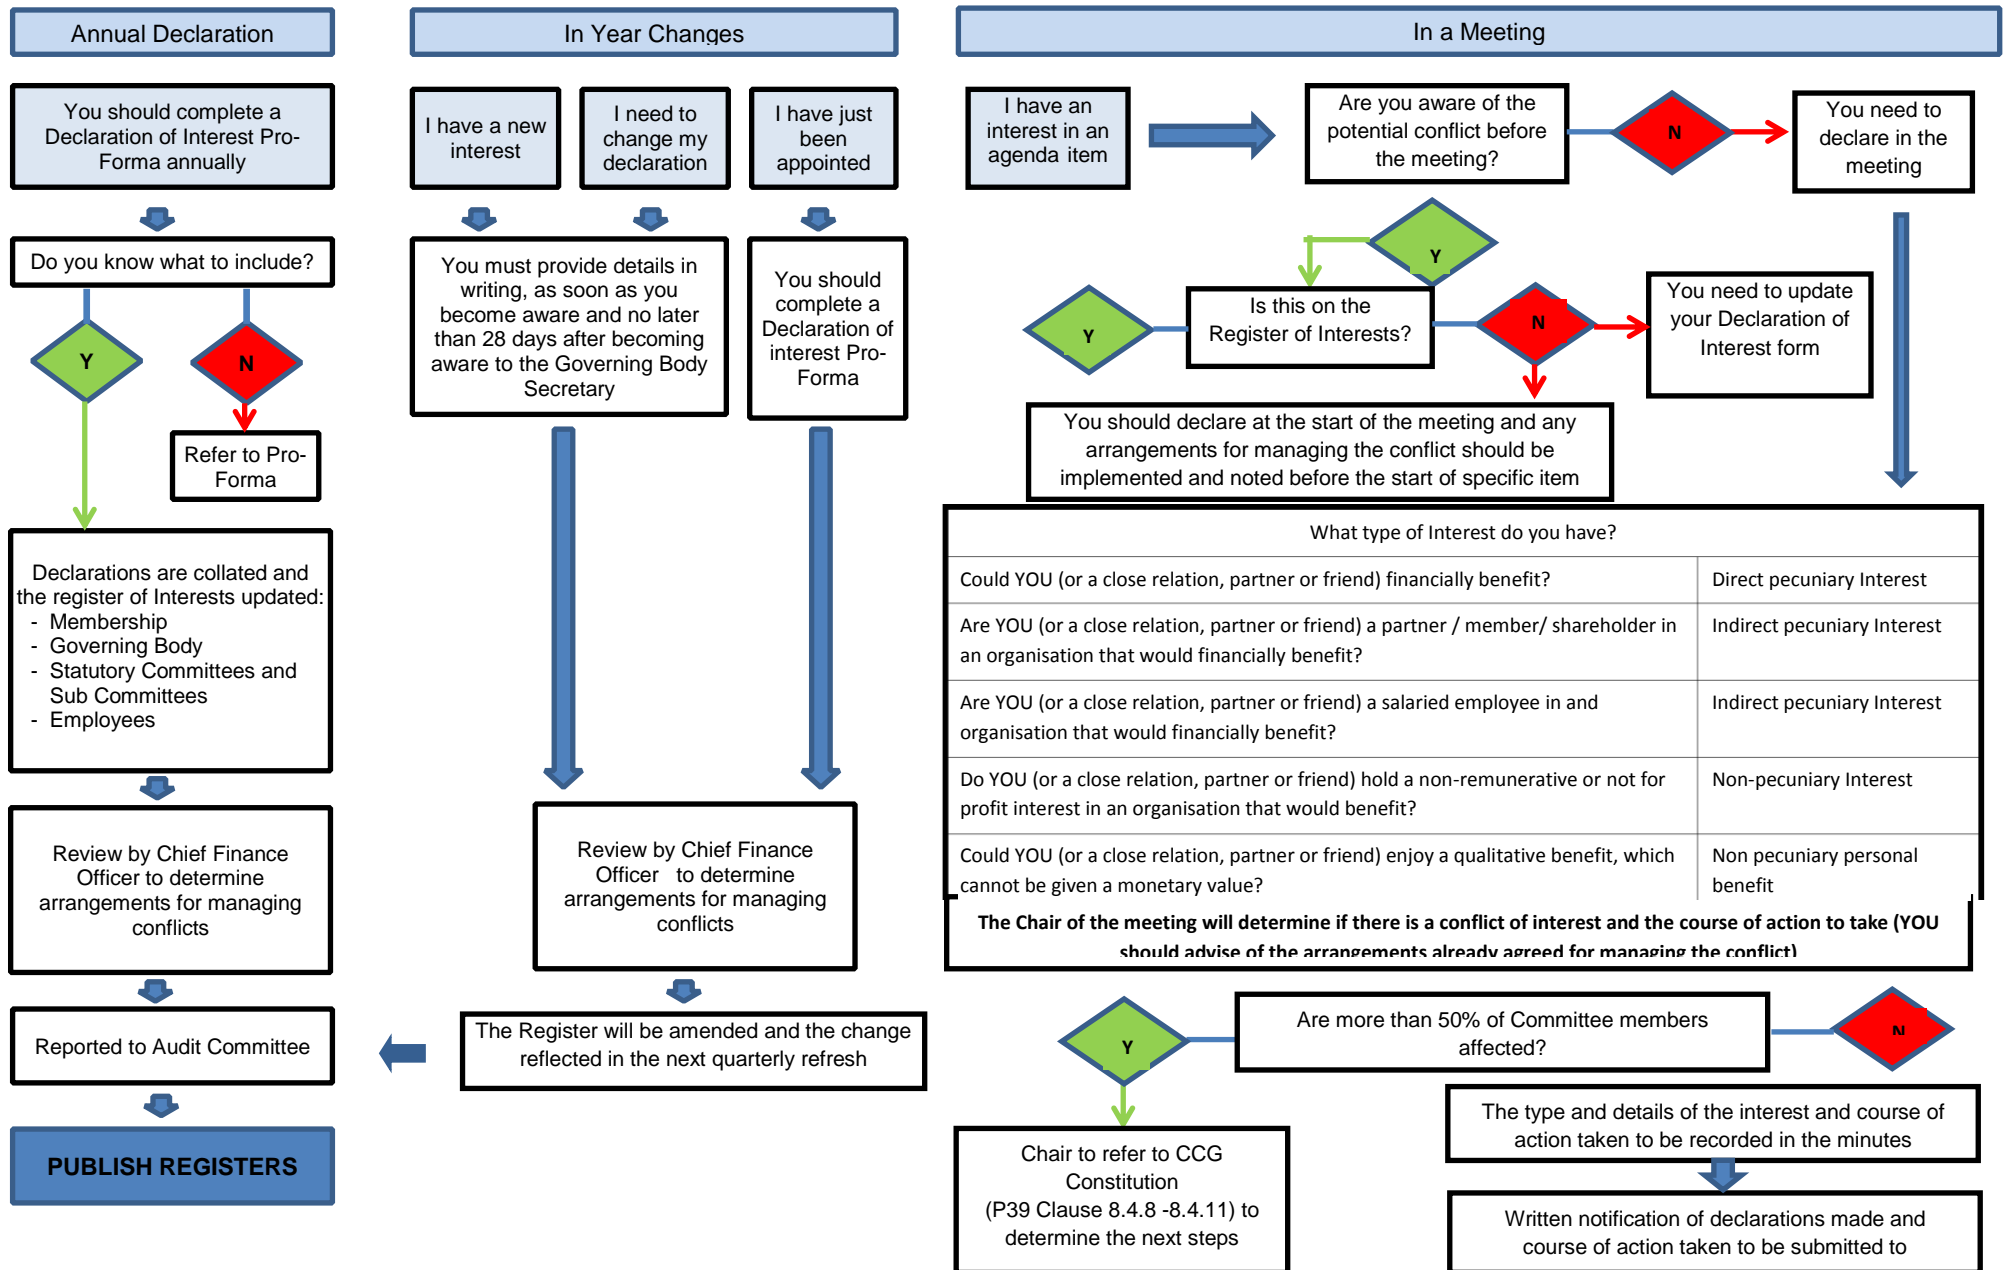 Annual Declaration
You should complete a
Declaration of Interest Pro-
Forma annually
Do you know what to include?
Y
N
Refer to Pro-
Forma
Declarations are collated and
the register of Interests updated:
- Membership
- Governing Body
- Statutory Committees and
Sub Committees
- Employees
Review by Chief Finance
Officer to determine
arrangements for managing
conflicts
Reported to Audit Committee
PUBLISH REGISTERS
In Year Changes
I have a new
interest
I need to
change my
declaration
I have just
been
appointed
You must provide details in
writing, as soon as you
become aware and no later
than 28 days after becoming
aware to the Governing Body
Secretary
You should
complete a
Declaration of
interest Pro-
Forma
Review by Chief Finance
Officer to determine
arrangements for managing
conflicts
The Register will be amended and the change
reflected in the next quarterly refresh
In a Meeting
I have an
interest in an
agenda item
Are you aware of the
potential conflict before
the meeting?
N
You need to
declare in the
meeting
Y
Y
Is this on the
Register of Interests?
N
You need to update
your Declaration of
Interest form
You should declare at the start of the meeting and any
arrangements for managing the conflict should be
implemented and noted before the start of specific item
What type of Interest do you have?
Could YOU (or a close relation, partner or friend) financially benefit?
Direct pecuniary Interest
Are YOU (or a close relation, partner or friend) a partner / member/ shareholder in
an organisation that would financially benefit?
Indirect pecuniary Interest
Are YOU (or a close relation, partner or friend) a salaried employee in and
organisation that would financially benefit?
Indirect pecuniary Interest
Do YOU (or a close relation, partner or friend) hold a non-remunerative or not for
profit interest in an organisation that would benefit?
Non-pecuniary Interest
Could YOU (or a close relation, partner or friend) enjoy a qualitative benefit, which
cannot be given a monetary value?
Non pecuniary personal
benefit
The Chair of the meeting will determine if there is a conflict of interest and the course of action to take (YOU
should advise of the arrangements already agreed for managing the conflict)
Y
Are more than 50% of Committee members
affected?
N
Chair to refer to CCG
Constitution
(P39 Clause 8.4.8 -8.4.11) to
determine the next steps
The type and details of the interest and course of
action taken to be recorded in the minutes
Written notification of declarations made and
course of action taken to be submitted to